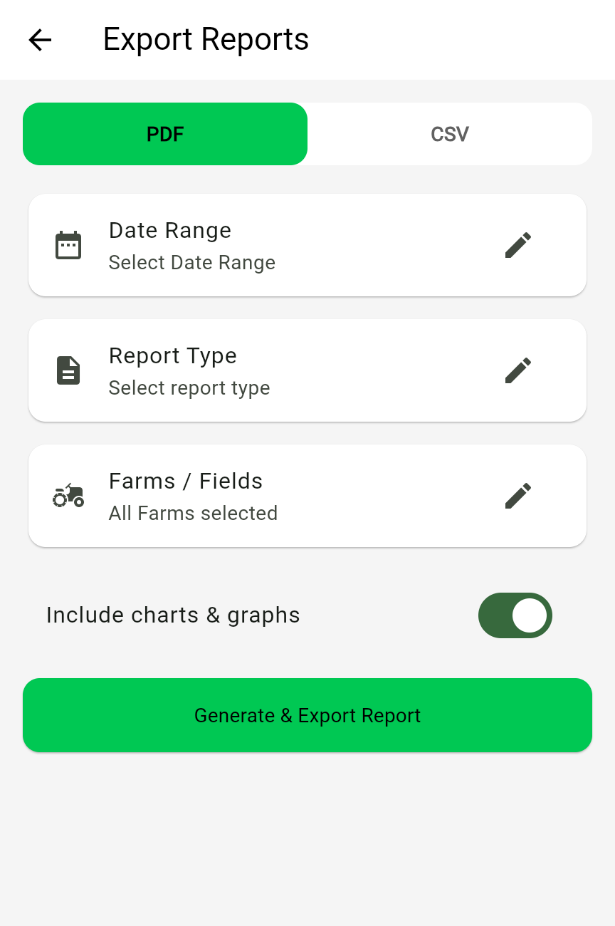 Export Reports
PDF
CSV
Date Range
Select Date Range
Report Type
Select report type
Farms / Fields
All Farms selected
Include charts & graphs
Generate & Export Report